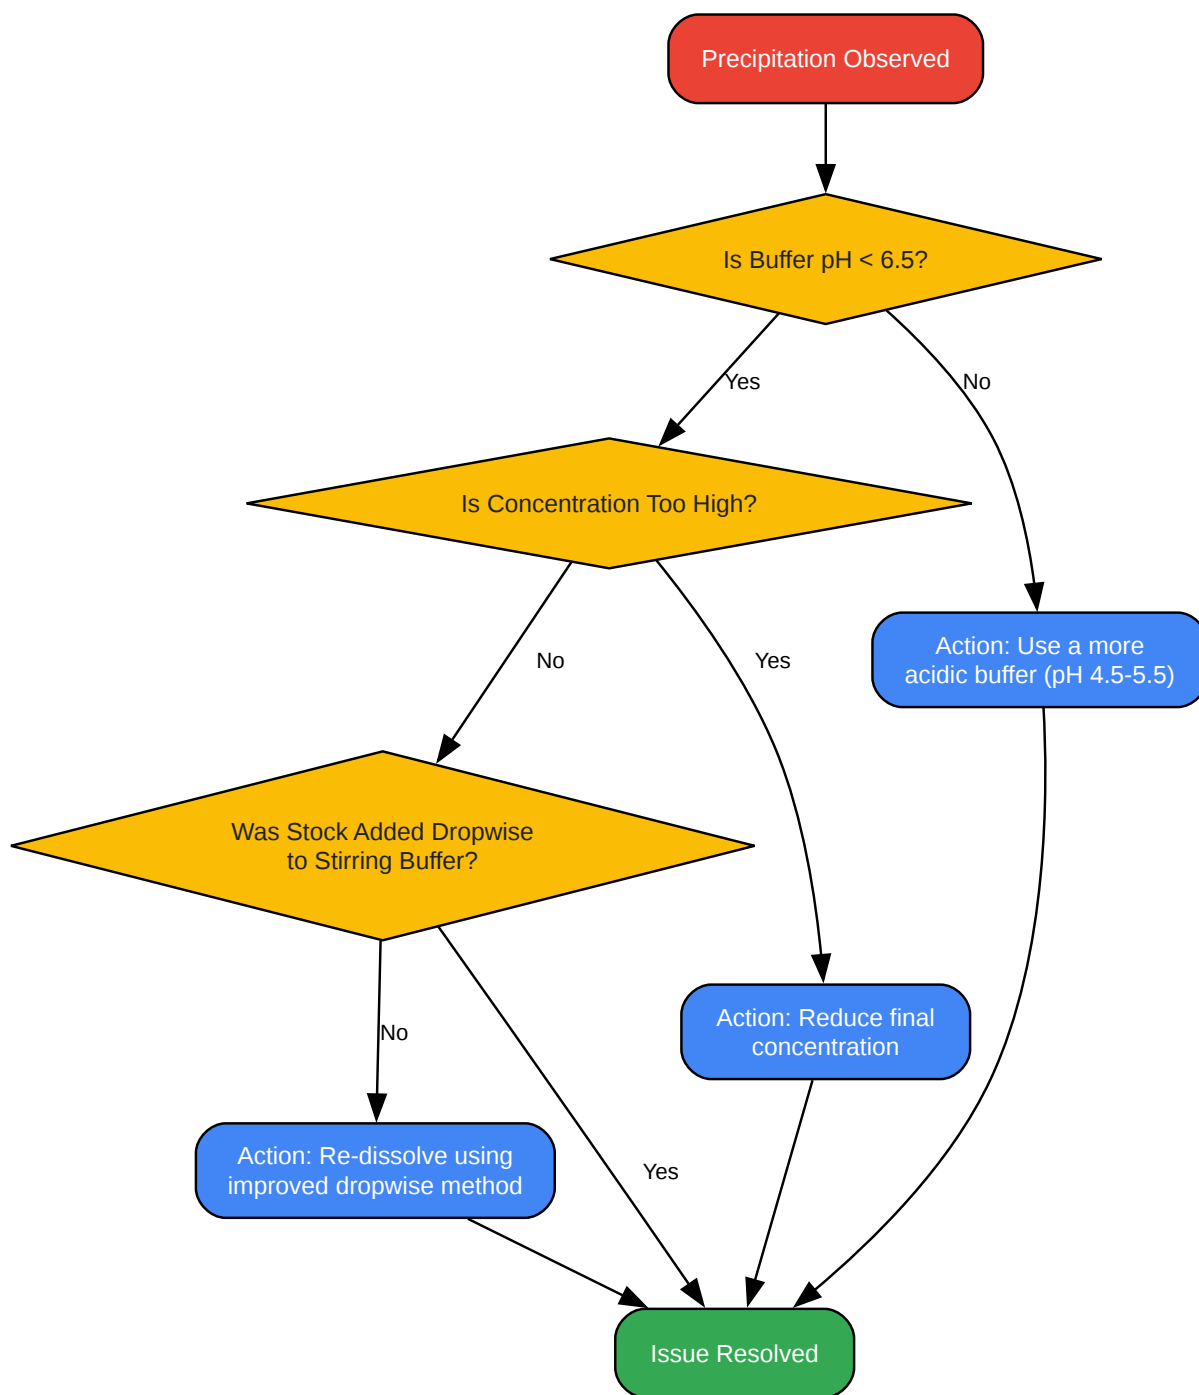 Precipitation Observed
Is Buffer pH < 6.5?
Yes
No
Is Concentration Too High?
No
Yes
Action: Use a more
acidic buffer (pH 4.5-5.5)
Was Stock Added Dropwise
to Stirring Buffer?
Action: Reduce final
concentration
No
Yes
Action: Re-dissolve using
improved dropwise method
Issue Resolved